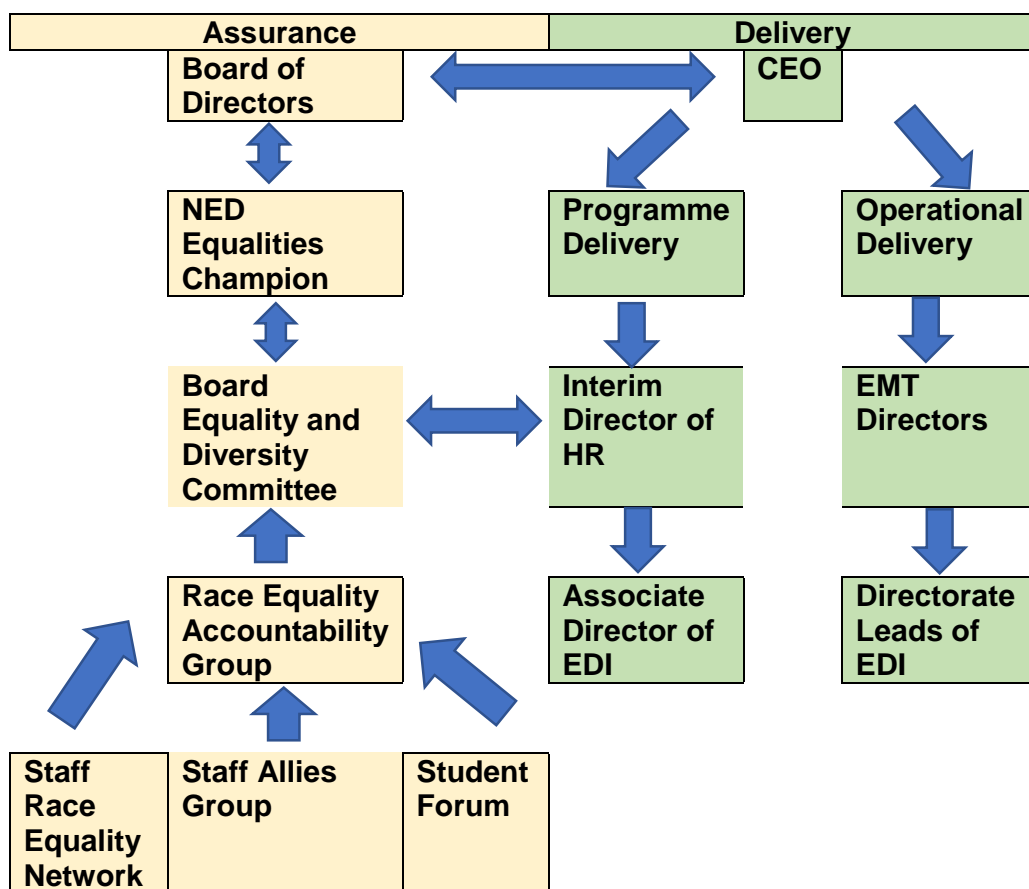 Assurance
Delivery
Board of
Directors
CEO
NED
Equalities
Champion
Programme
Delivery
Operational
Delivery
Board
Equality and
Diversity
Committee
Interim
Director of
HR
EMT
Directors
Race Equality
Accountability
Group
Associate
Director of
EDI
Directorate
Leads of
EDI
Staff
Race
Equality
Network
Staff Allies
Group
Student
Forum